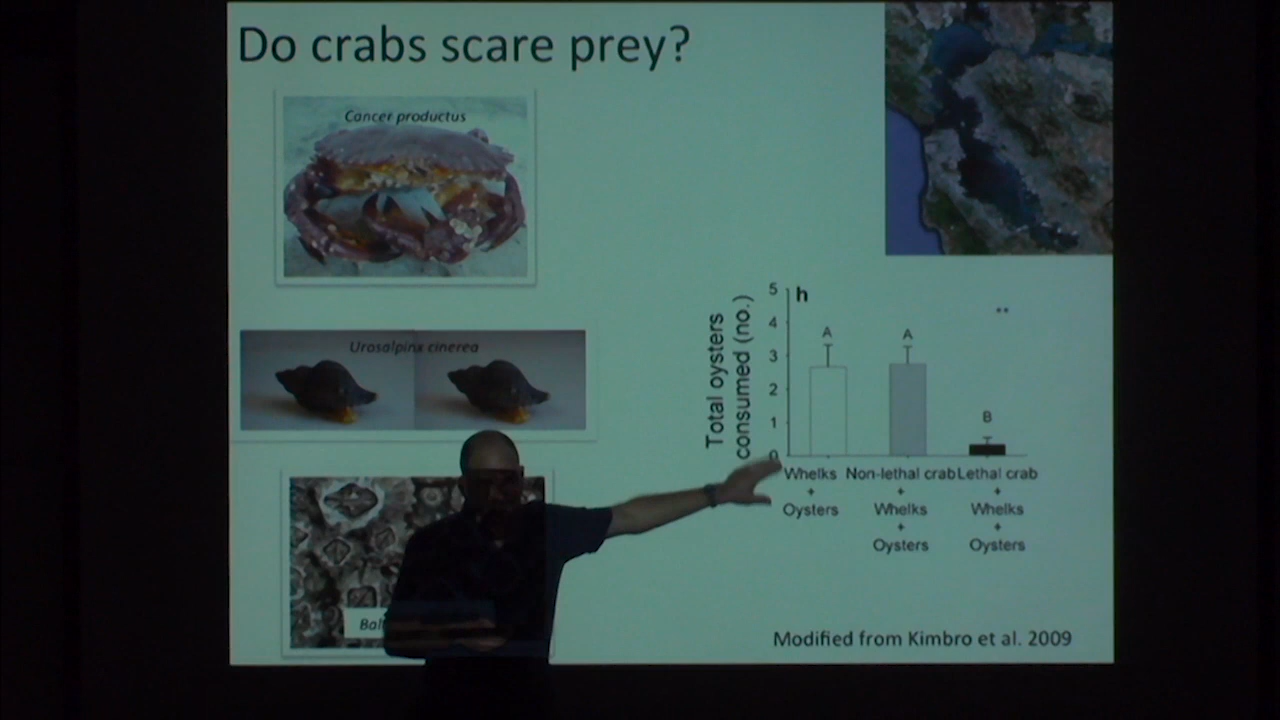 Do crabs scare prey?
Cancer productus
Urosalpinx cinerea
Total oysters
consumed (no.)
5
4
3
2
1
0
h
**
A
A
B
Whelks
+
Oysters
Non-lethal crab
+
Whelks
+
Oysters
Lethal crab
+
Whelks
+
Oysters
Modified from Kimbro et al. 2009